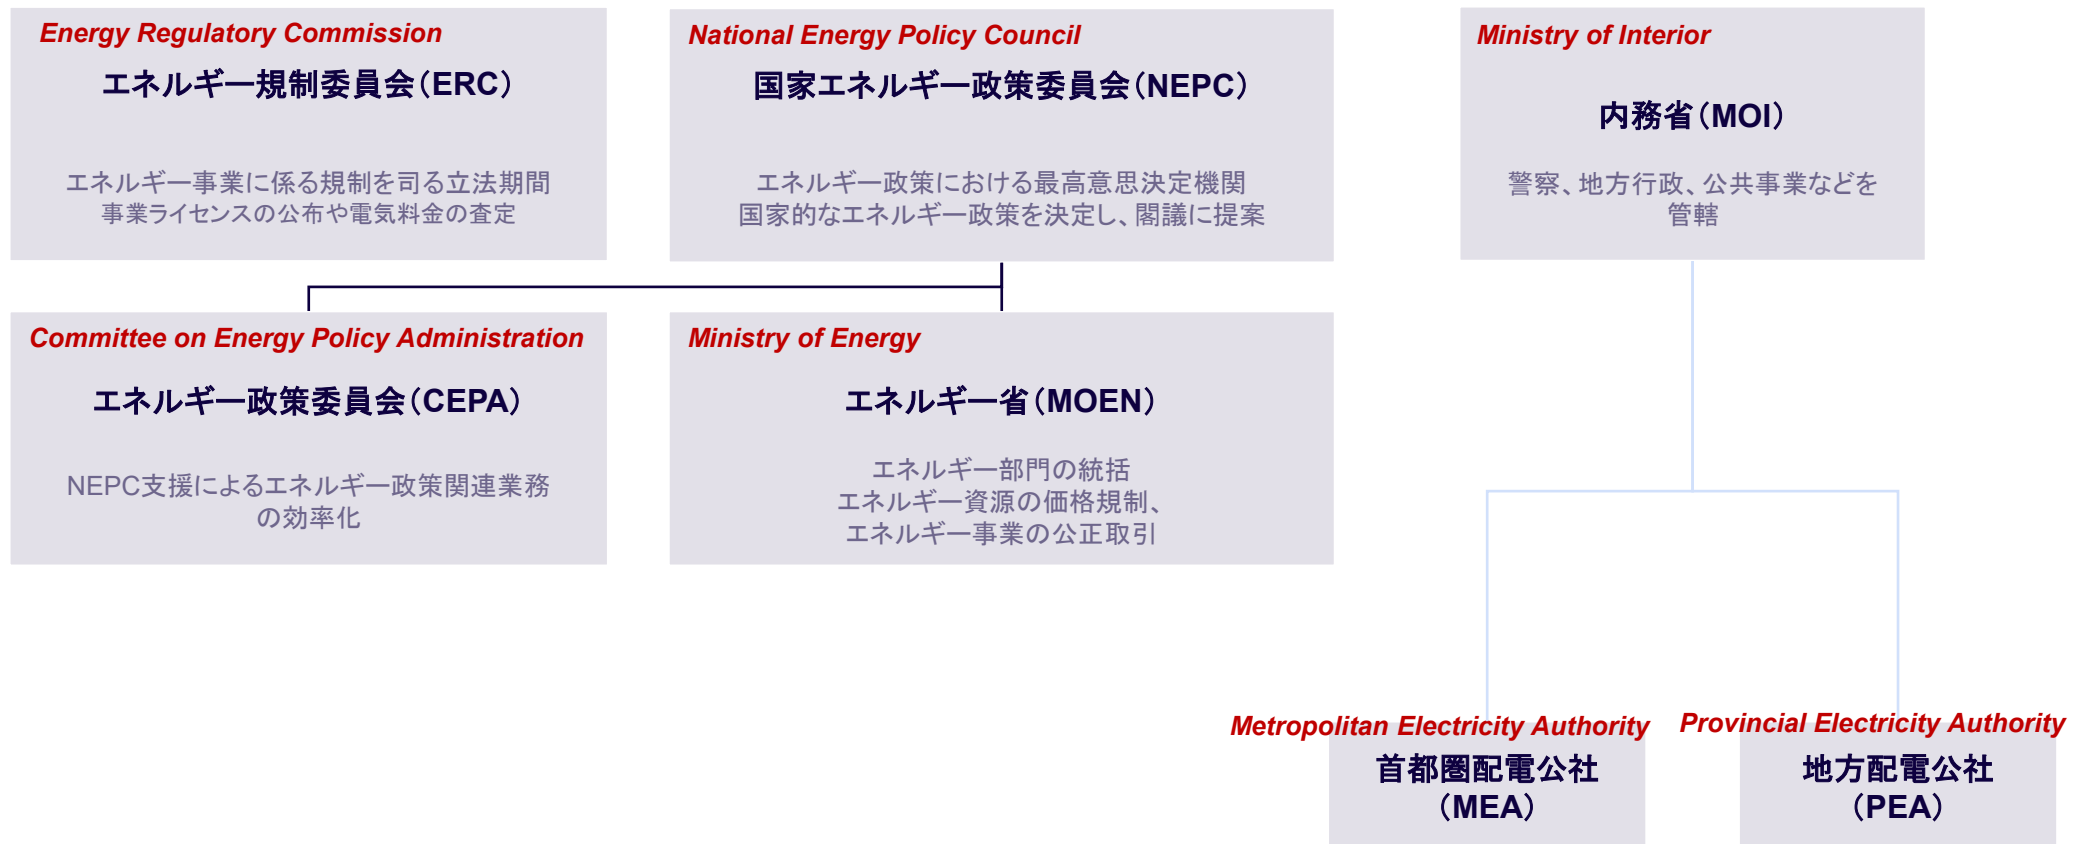 Energy Regulatory Commission
エネルギー規制委員会（ERC）
エネルギー事業に係る規制を司る立法期間
事業ライセンスの公布や電気料金の査定
National Energy Policy Council
国家エネルギー政策委員会（NEPC）
エネルギー政策における最高意思決定機関
国家的なエネルギー政策を決定し、閣議に提案
Ministry of Interior
内務省（MOI）
警察、地方行政、公共事業などを
管轄
Committee on Energy Policy Administration
エネルギー政策委員会（CEPA）
NEPC支援によるエネルギー政策関連業務
の効率化
Ministry of Energy
エネルギー省（MOEN）
エネルギー部門の統括
エネルギー資源の価格規制、
エネルギー事業の公正取引
Metropolitan Electricity Authority
首都圏配電公社
（MEA）
Provincial Electricity Authority
地方配電公社
（PEA）